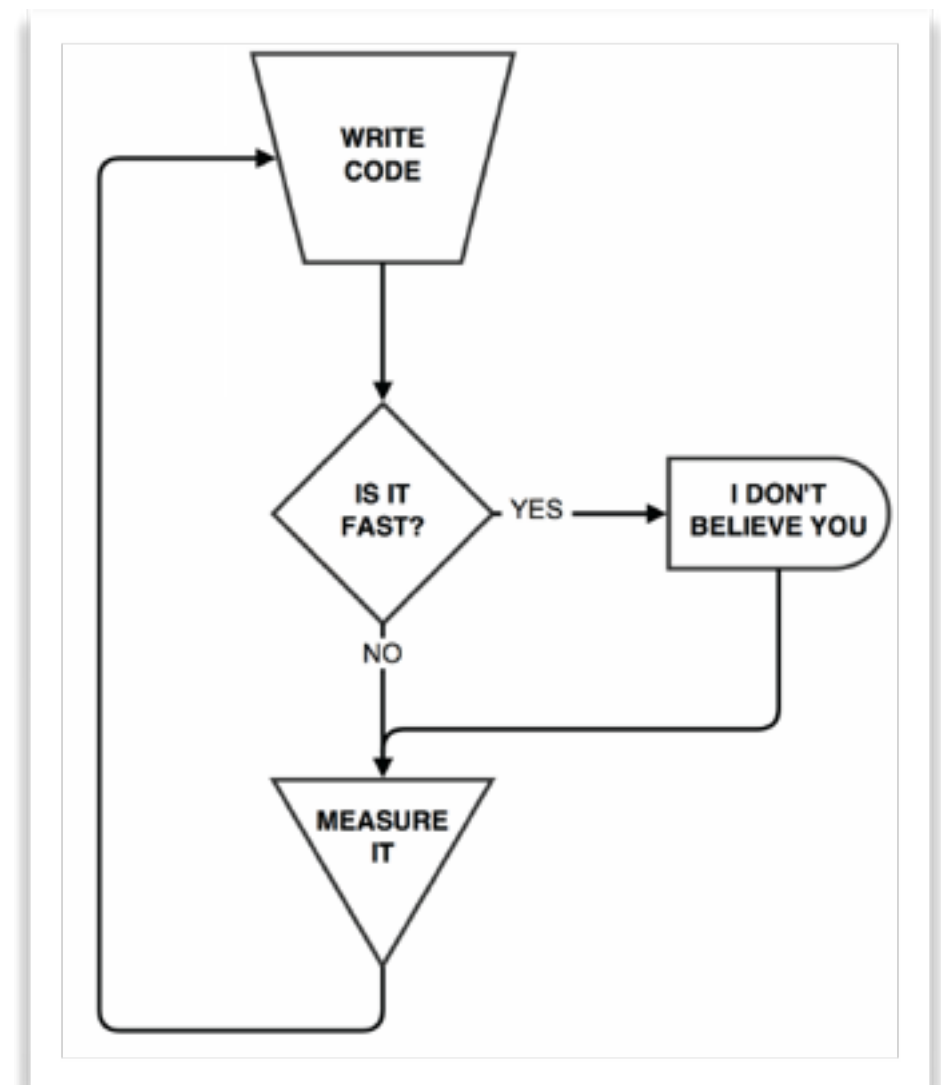 WRITE
CODE
IS IT
FAST?
YES
I DON'T
BELIEVE YOU
NO
MEASURE
IT